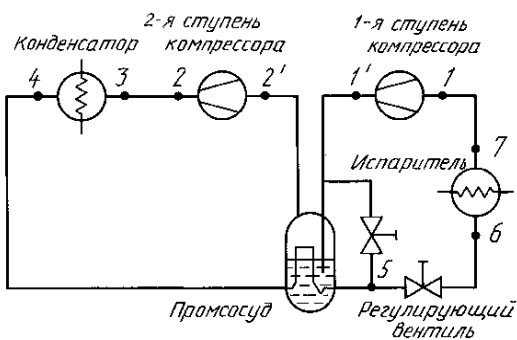 2-я ступень
компрессора
1-я ступень
компрессора
Конденсатор
4
3
2
2'
1'
1
7
Испаритель
6
5
Промсосуд
Регулирующий
вентиль